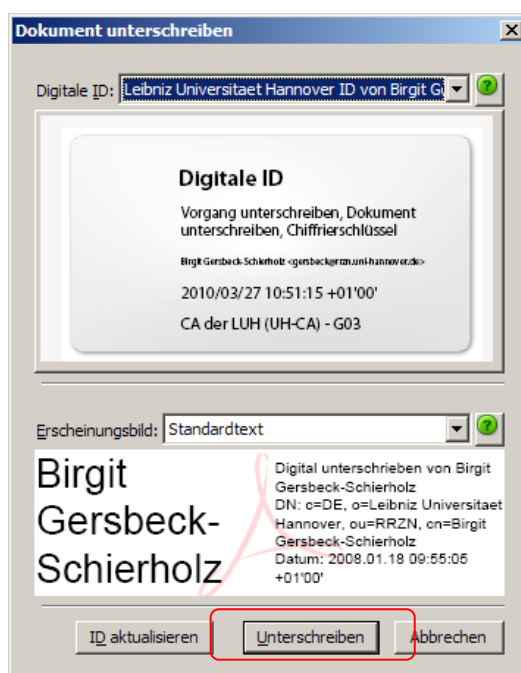 Dokument unterschreiben
Digitale ID: Leibniz Universitaet Hannover ID von Birgit G
Digitale ID
Vorgang unterschreiben, Dokument
unterschreiben, Chiffrierschlüssel
Birgit Gersbeck-Schierholz <gersbeck@rrzn.uni-hannover.de>
2010/03/27 10:51:15 +01'00'
CA der LUH (UH-CA) - G03
Erscheinungsbild: Standardtext
Birgit
Gersbeck-
Schierholz
Digital unterschrieben von Birgit
Gersbeck-Schierholz
DN: c=DE, o=Leibniz Universitaet
Hannover, ou=RRZN, cn=Birgit
Gersbeck-Schierholz
Datum: 2008.01.18 09:55:05
+01'00'
ID aktualisieren Unterschreiben Abbrechen